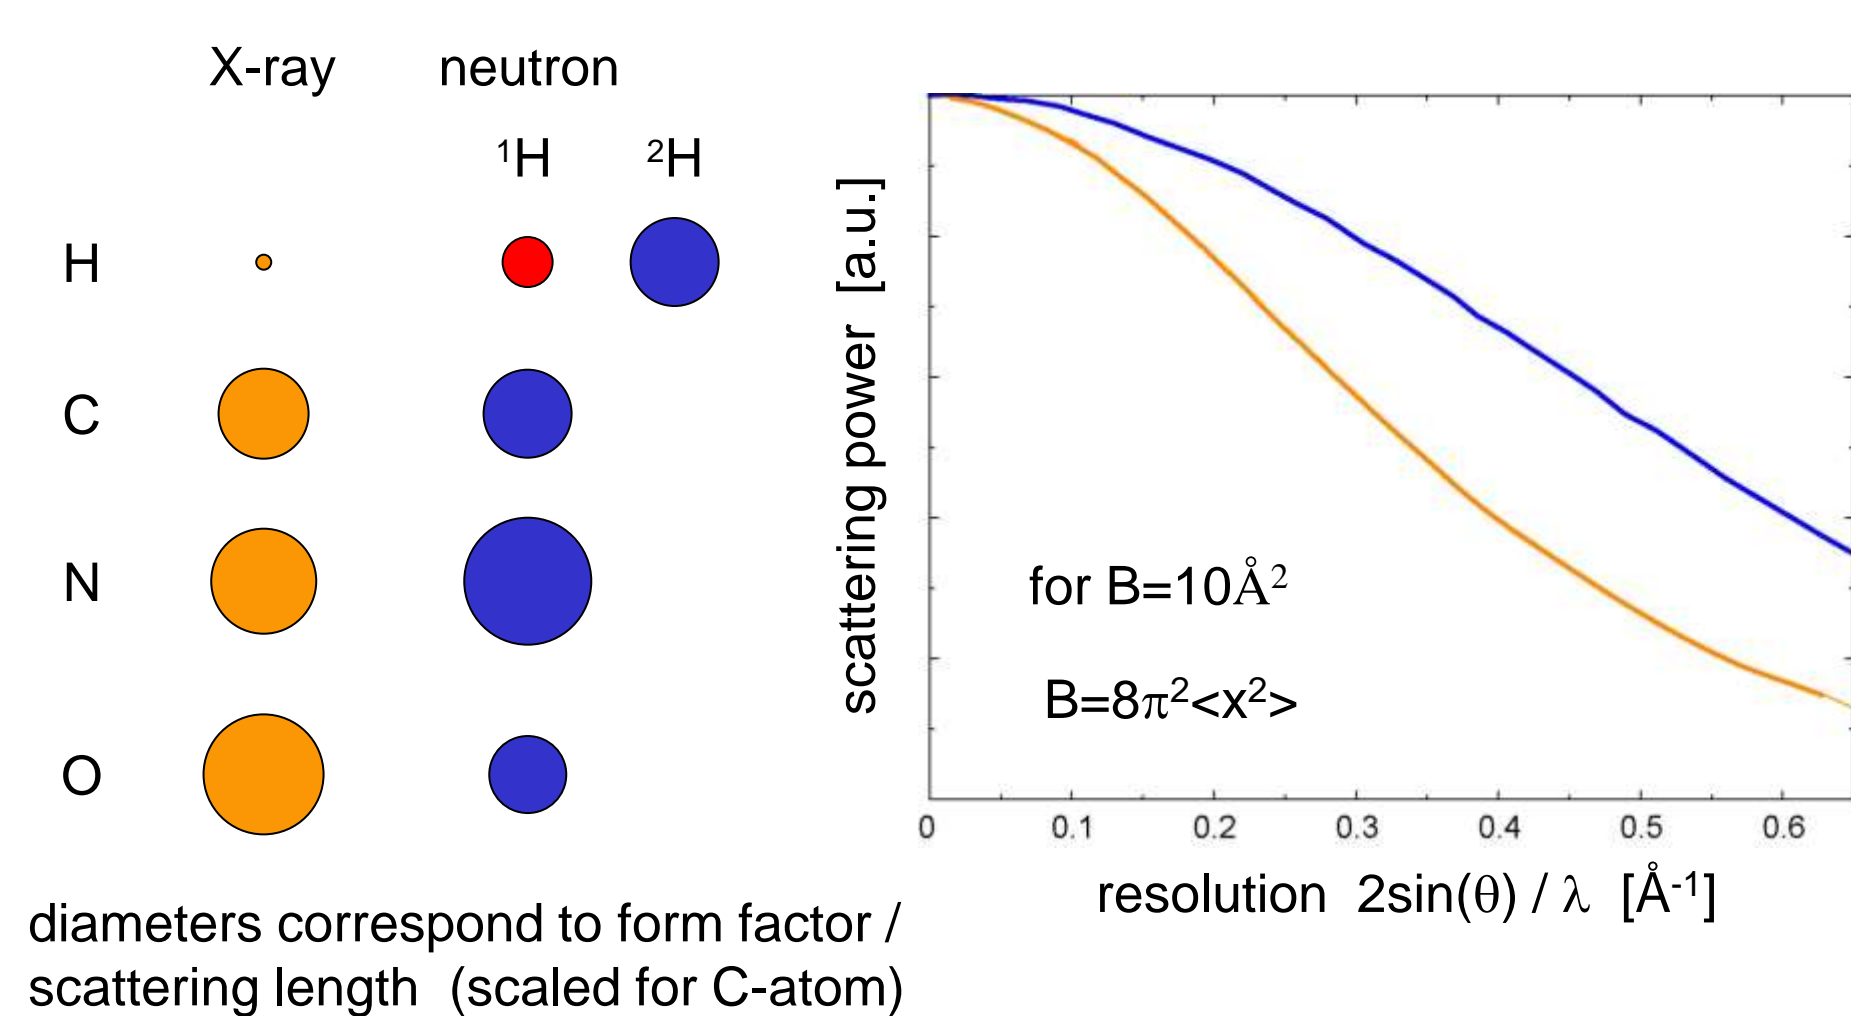 X-ray neutron
¹H ²H
H
C
N
O
diameters correspond to form factor /
scattering length (scaled for C-atom)
scattering power [a.u.]
for B=10Å²
B=8π²<x²>
0 0.1 0.2 0.3 0.4 0.5 0.6
resolution 2sin(θ) / λ [Å⁻¹]